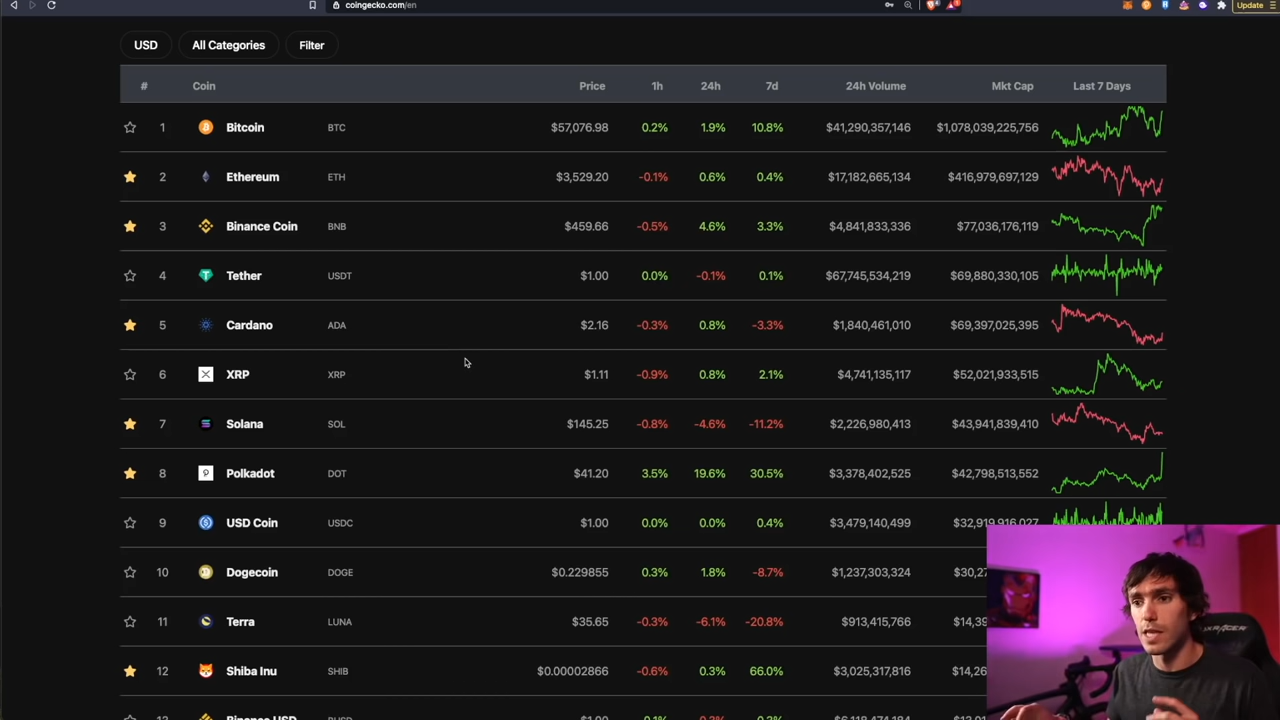 coingecko.com/en
Update
USD All Categories Filter
# Coin Price 1h 24h 7d 24h Volume Mkt Cap Last 7 Days
1 Bitcoin BTC $57,076.98 0.2% 1.9% 10.8% $41,290,357,146 $1,078,039,225,756
2 Ethereum ETH $3,529.20 -0.1% 0.6% 0.4% $17,182,665,134 $416,979,697,129
3 Binance Coin BNB $459.66 -0.5% 4.6% 3.3% $4,841,833,336 $77,036,176,119
4 Tether USDT $1.00 0.0% -0.1% 0.1% $67,745,534,219 $69,880,330,105
5 Cardano ADA $2.16 -0.3% 0.8% -3.3% $1,840,461,010 $69,397,025,395
6 XRP XRP $1.11 -0.9% 0.8% 2.1% $4,741,135,117 $52,021,933,515
7 Solana SOL $145.25 -0.8% -4.6% -11.2% $2,226,980,413 $43,941,839,410
8 Polkadot DOT $41.20 3.5% 19.6% 30.5% $3,378,402,525 $42,798,513,552
9 USD Coin USDC $1.00 0.0% 0.0% 0.4% $3,479,140,499 $32,919,916,027
10 Dogecoin DOGE $0.229855 0.3% 1.8% -8.7% $1,237,303,324 $30,27
11 Terra LUNA $35.65 -0.3% -6.1% -20.8% $913,415,766 $14,39
12 Shiba Inu SHIB $0.00002866 -0.6% 0.3% 66.0% $3,025,317,816 $14,26